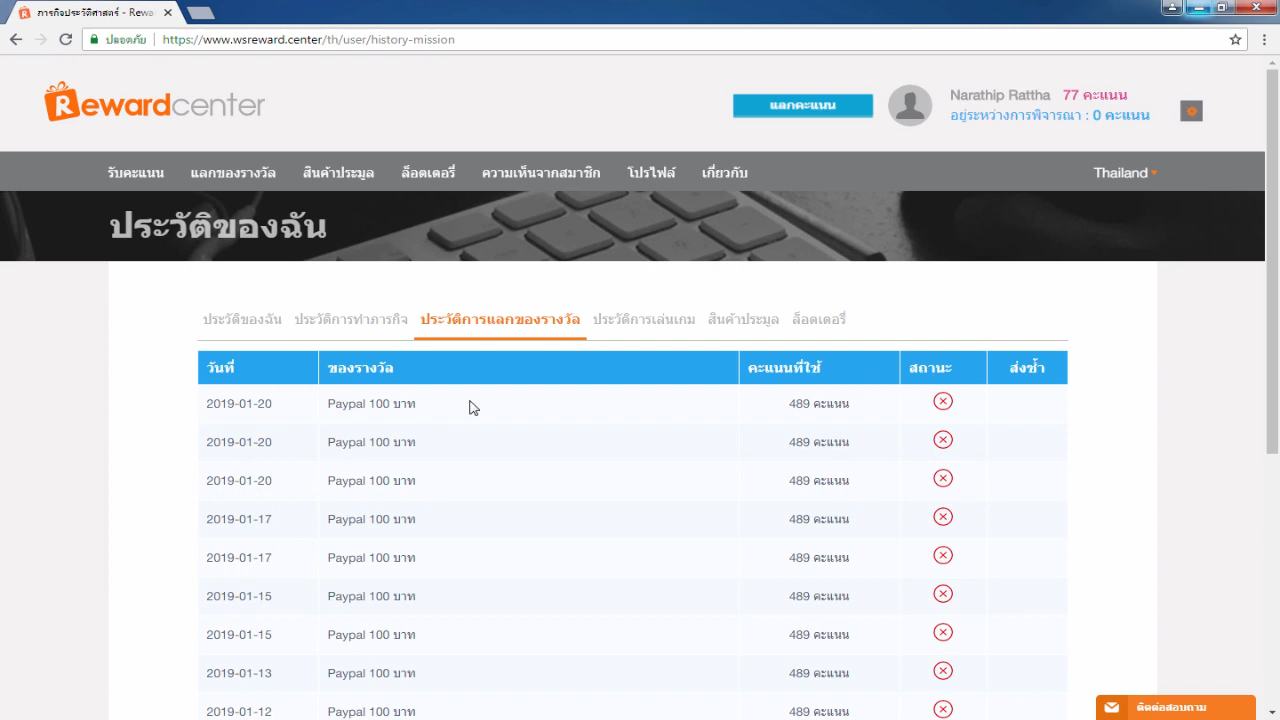 ภารกิจประวัติศาสตร์ - Rewa
ปลอดภัย
https://www.wsreward.center/th/user/history-mission
Rewardcenter
แลกคะแนน
Narathip Rattha 77 คะแนน
อยู่ระหว่างการพิจารณา : 0 คะแนน
รับคะแนน แลกของรางวัล สินค้าประมูล ล็อตเตอรี่ ความเห็นจากสมาชิก โปรไฟล์ เกี่ยวกับ Thailand
ประวัติของฉัน
ประวัติของฉัน ประวัติการทำภารกิจ ประวัติการแลกของรางวัล ประวัติการเล่นเกม สินค้าประมูล ล็อตเตอรี่
วันที่ ของรางวัล คะแนนที่ใช้ สถานะ ส่งซ้ำ
2019-01-20 Paypal 100 บาท 489 คะแนน
2019-01-20 Paypal 100 บาท 489 คะแนน
2019-01-20 Paypal 100 บาท 489 คะแนน
2019-01-17 Paypal 100 บาท 489 คะแนน
2019-01-17 Paypal 100 บาท 489 คะแนน
2019-01-15 Paypal 100 บาท 489 คะแนน
2019-01-15 Paypal 100 บาท 489 คะแนน
2019-01-13 Paypal 100 บาท 489 คะแนน
2019-01-12 Paypal 100 บาท 489 คะแนน
ติดต่อสอบถาม